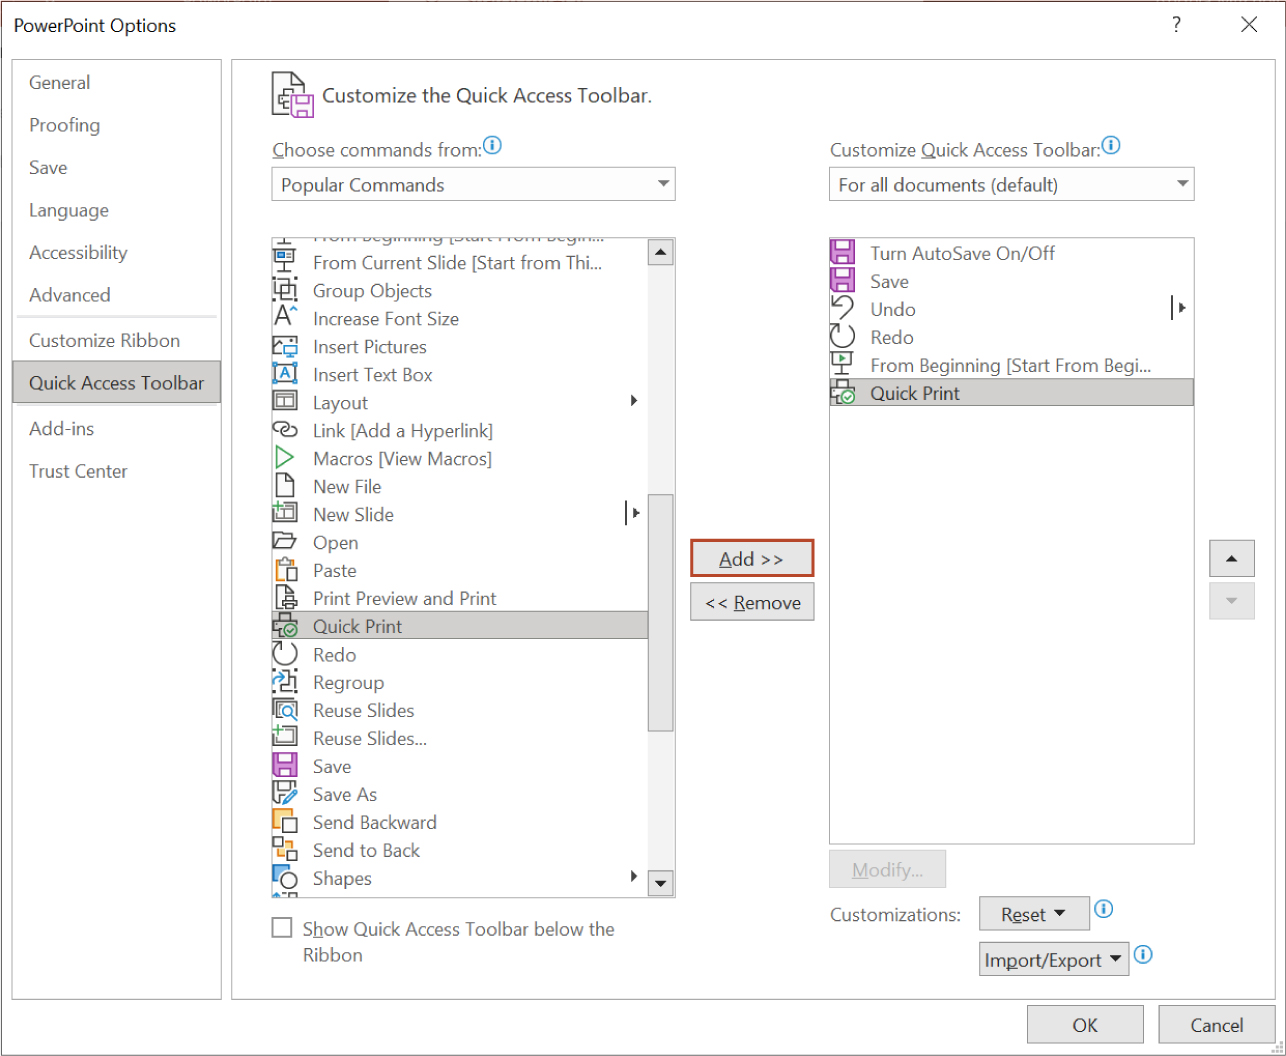 PowerPoint Options
?
General
Proofing
Save
Language
Accessibility
Advanced
Customize Ribbon
Quick Access Toolbar
Add-ins
Trust Center
Customize the Quick Access Toolbar.
Choose commands from:
Popular Commands
From Beginning [Start From Begin...
From Current Slide [Start from Thi...
Group Objects
Increase Font Size
Insert Pictures
Insert Text Box
Layout
Link [Add a Hyperlink]
Macros [View Macros]
New File
New Slide
Open
Paste
Print Preview and Print
Quick Print
Redo
Regroup
Reuse Slides
Reuse Slides...
Save
Save As
Send Backward
Send to Back
Shapes
Show Quick Access Toolbar below the
Ribbon
Add >>
<< Remove
Customize Quick Access Toolbar:
For all documents (default)
Turn AutoSave On/Off
Save
Undo
Redo
From Beginning [Start From Begi...
Quick Print
Modify...
Customizations:
Reset
Import/Export
OK
Cancel